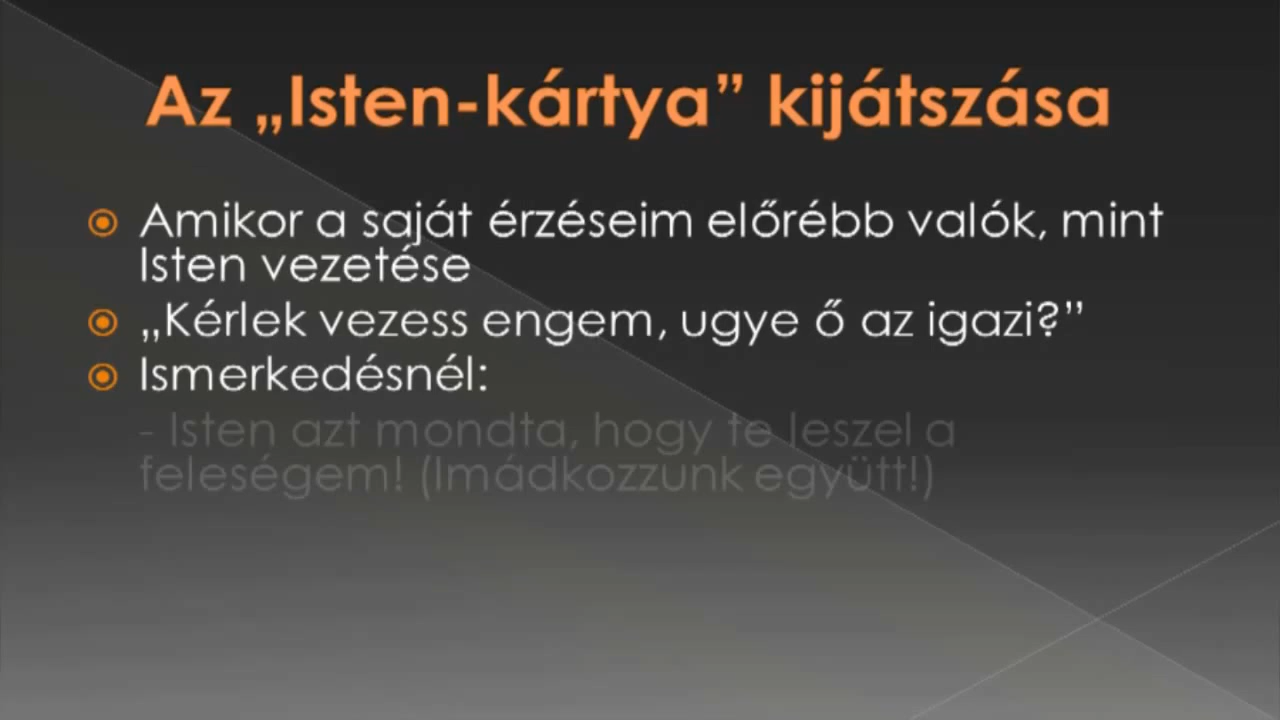 Az „Isten-kártya” kijátszása
Amikor a saját érzéseim előrébb valók, mint
Isten vezetése
„Kérlek vezess engem, ugye ő az igazi?”
Ismerkedésnél:
- Isten azt mondta, hogy te leszel a
feleségem! (Imádkozzunk együtt!)